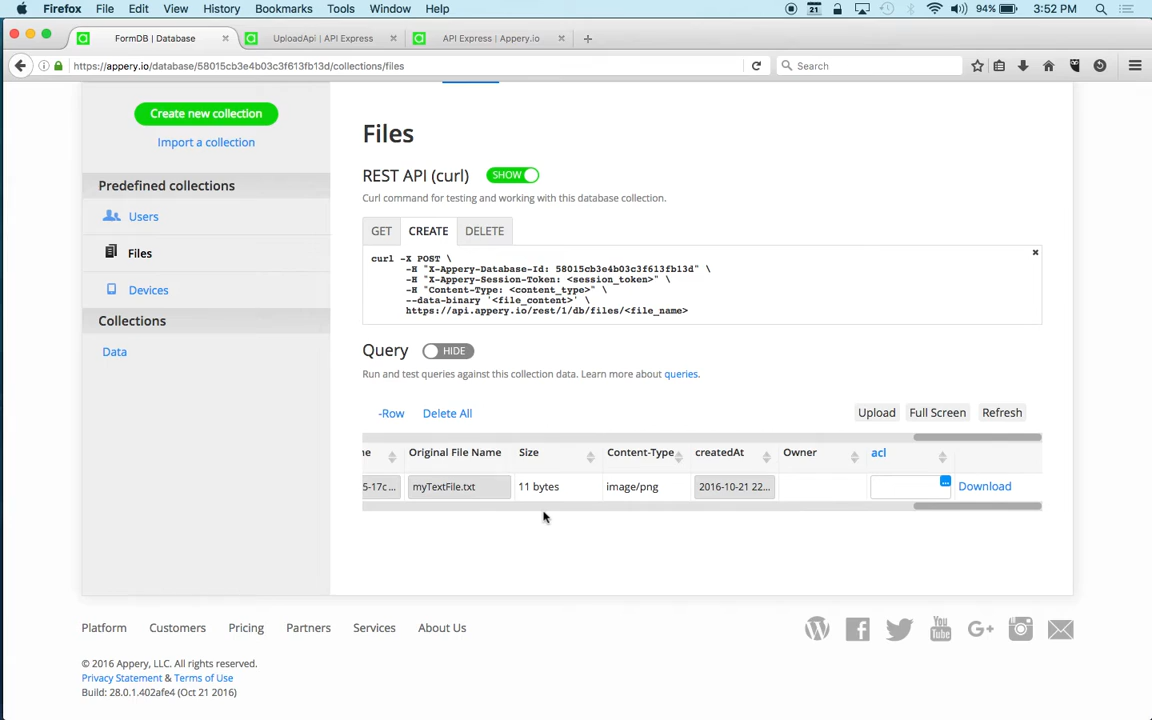 Firefox File Edit View History Bookmarks Tools Window Help 21 94% 3:52 PM
FormDB | Database UploadApi | API Express API Express | Appery.io
https://appery.io/database/58015cb3e4b03c3f613fb13d/collections/files Search
Create new collection
Import a collection
Predefined collections
Users
Files
Devices
Collections
Data
Files
REST API (curl) SHOW
Curl command for testing and working with this database collection.
GET CREATE DELETE
curl -X POST \
-H "X-Appery-Database-Id: 58015cb3e4b03c3f613fb13d" \
-H "X-Appery-Session-Token: <session_token>" \
-H "Content-Type: <content_type>" \
--data-binary '<file_content>' \
https://api.appery.io/rest/1/db/files/<file_name>
Query HIDE
Run and test queries against this collection data. Learn more about queries.
-Row Delete All Upload Full Screen Refresh
ne Original File Name Size Content-Type createdAt Owner acl
5-17c... myTextFile.txt 11 bytes image/png 2016-10-21 22... ... Download
Platform Customers Pricing Partners Services About Us
© 2016 Appery, LLC. All rights reserved.
Privacy Statement & Terms of Use
Build: 28.0.1.402afe4 (Oct 21 2016)
You Tube G+